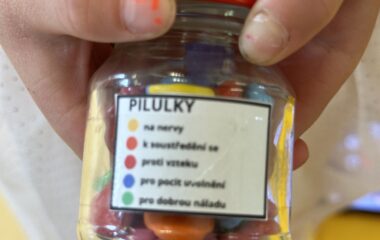 PILULKY
na nervy
k soustředění se
proti vzteku
pro pocit uvolnění
pro dobrou náladu